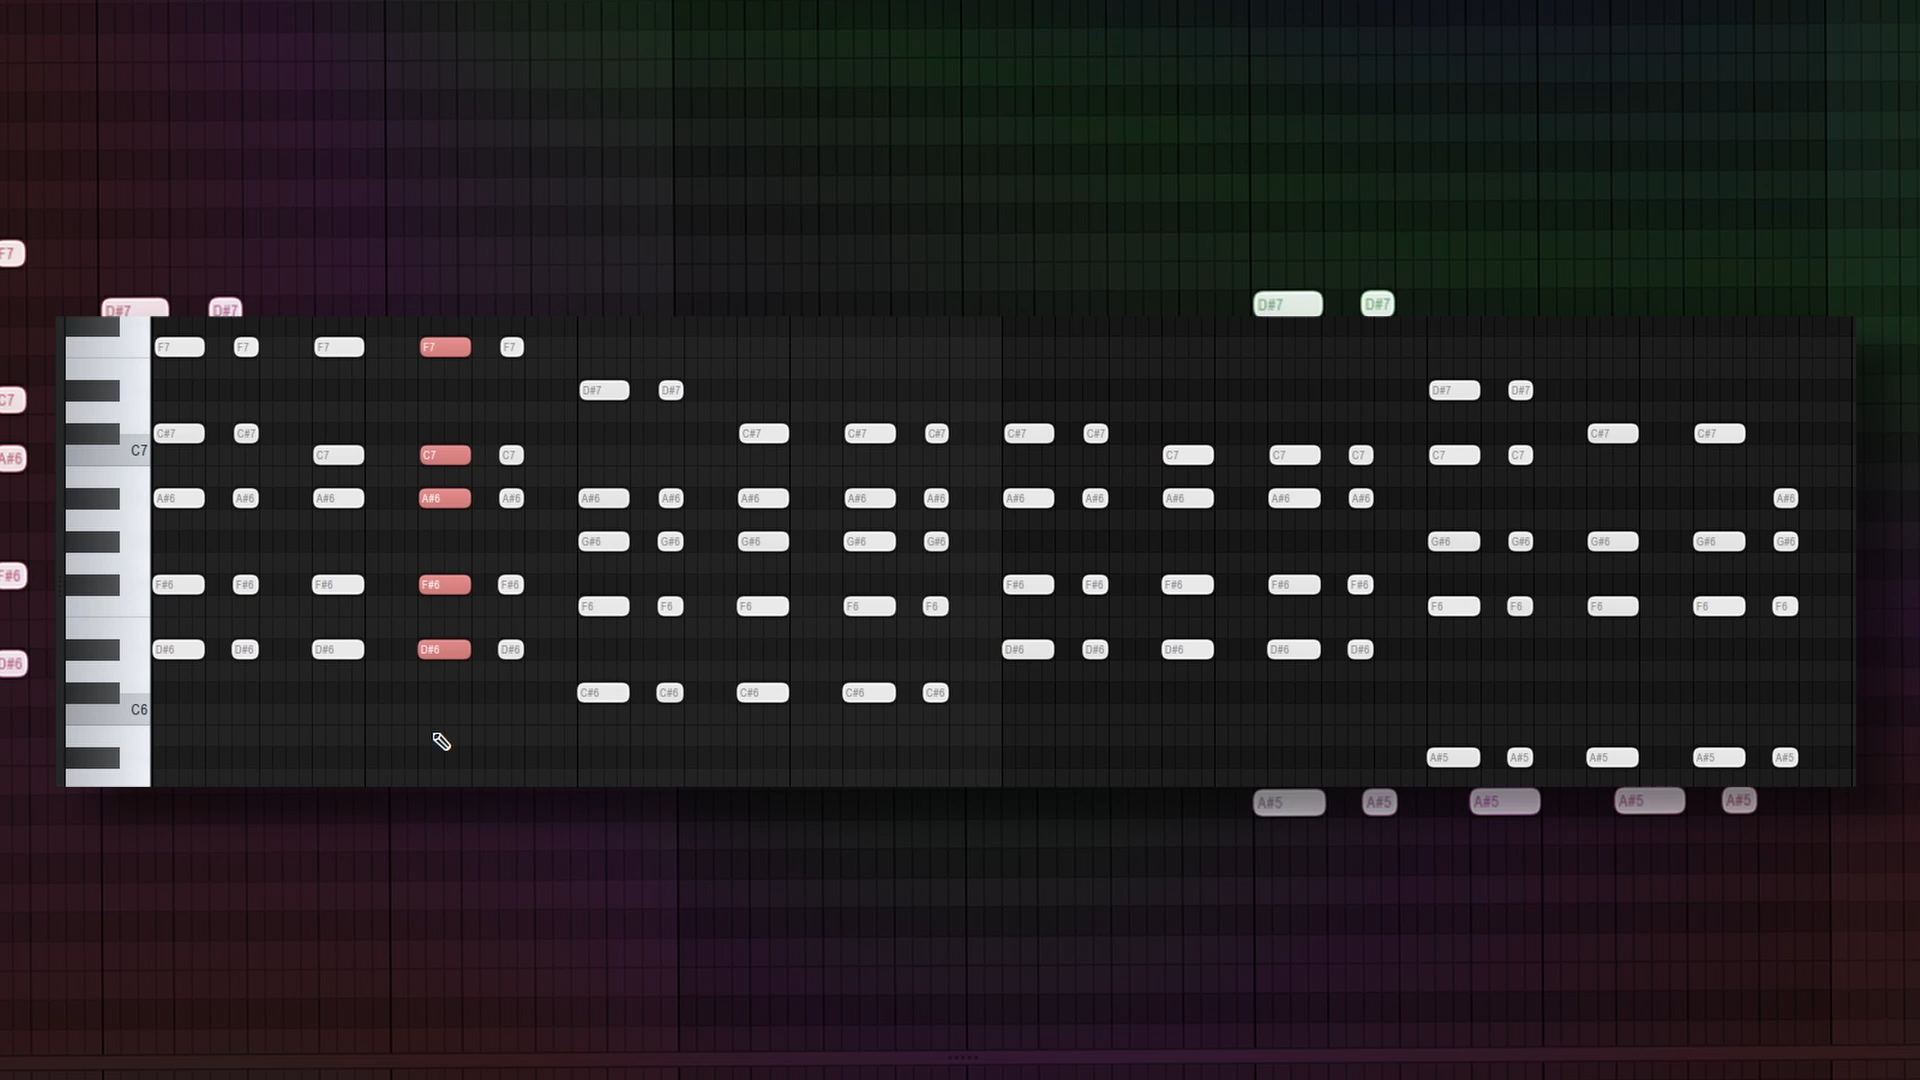 F7
D#7 D#7 D#7 D#7
F7 F7 F7 F7 F7
D#7 D#7 D#7 D#7
C7
C#7 C#7 C#7 C#7 C#7 C#7 C#7 C#7 C#7
C7 C7 C7 C7 C7 C7 C7 C7 C7
A#6
A#6 A#6 A#6 A#6 A#6 A#6 A#6 A#6 A#6 A#6 A#6 A#6 A#6 A#6 A#6 A#6
G#6 G#6 G#6 G#6 G#6 G#6 G#6 G#6 G#6 G#6
F#6
F#6 F#6 F#6 F#6 F#6 F#6 F#6 F#6 F#6 F#6
F6 F6 F6 F6 F6 F6 F6 F6 F6 F6
D#6
D#6 D#6 D#6 D#6 D#6 D#6 D#6 D#6 D#6 D#6
C#6 C#6 C#6 C#6 C#6
C6
A#5 A#5 A#5 A#5 A#5
A#5 A#5 A#5 A#5 A#5